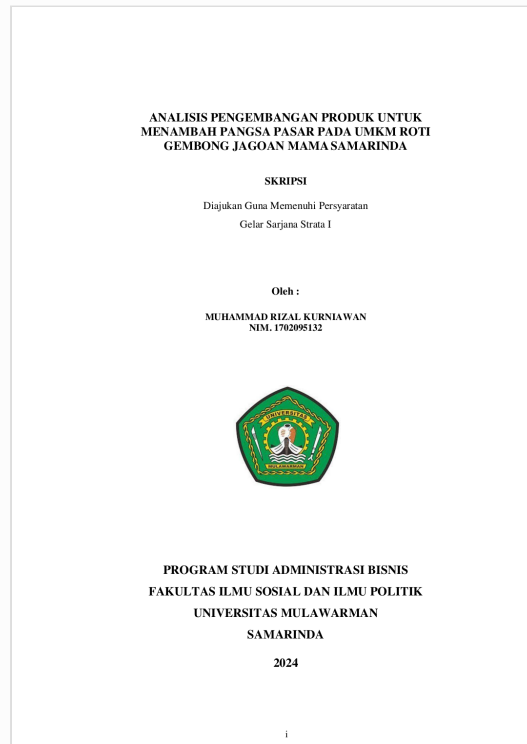 ANALISIS PENGEMBANGAN PRODUK UNTUK
MENAMBAH PANGSA PASAR PADA UMKM ROTI
GEMBONG JAGOAN MAMA SAMARINDA
SKRIPSI
Diajukan Guna Memenuhi Persyaratan
Gelar Sarjana Strata I
Oleh :
MUHAMMAD RIZAL KURNIAWAN
NIM. 1702095132
UNIVERSITAS
MULAWARMAN
PROGRAM STUDI ADMINISTRASI BISNIS
FAKULTAS ILMU SOSIAL DAN ILMU POLITIK
UNIVERSITAS MULAWARMAN
SAMARINDA
2024
i